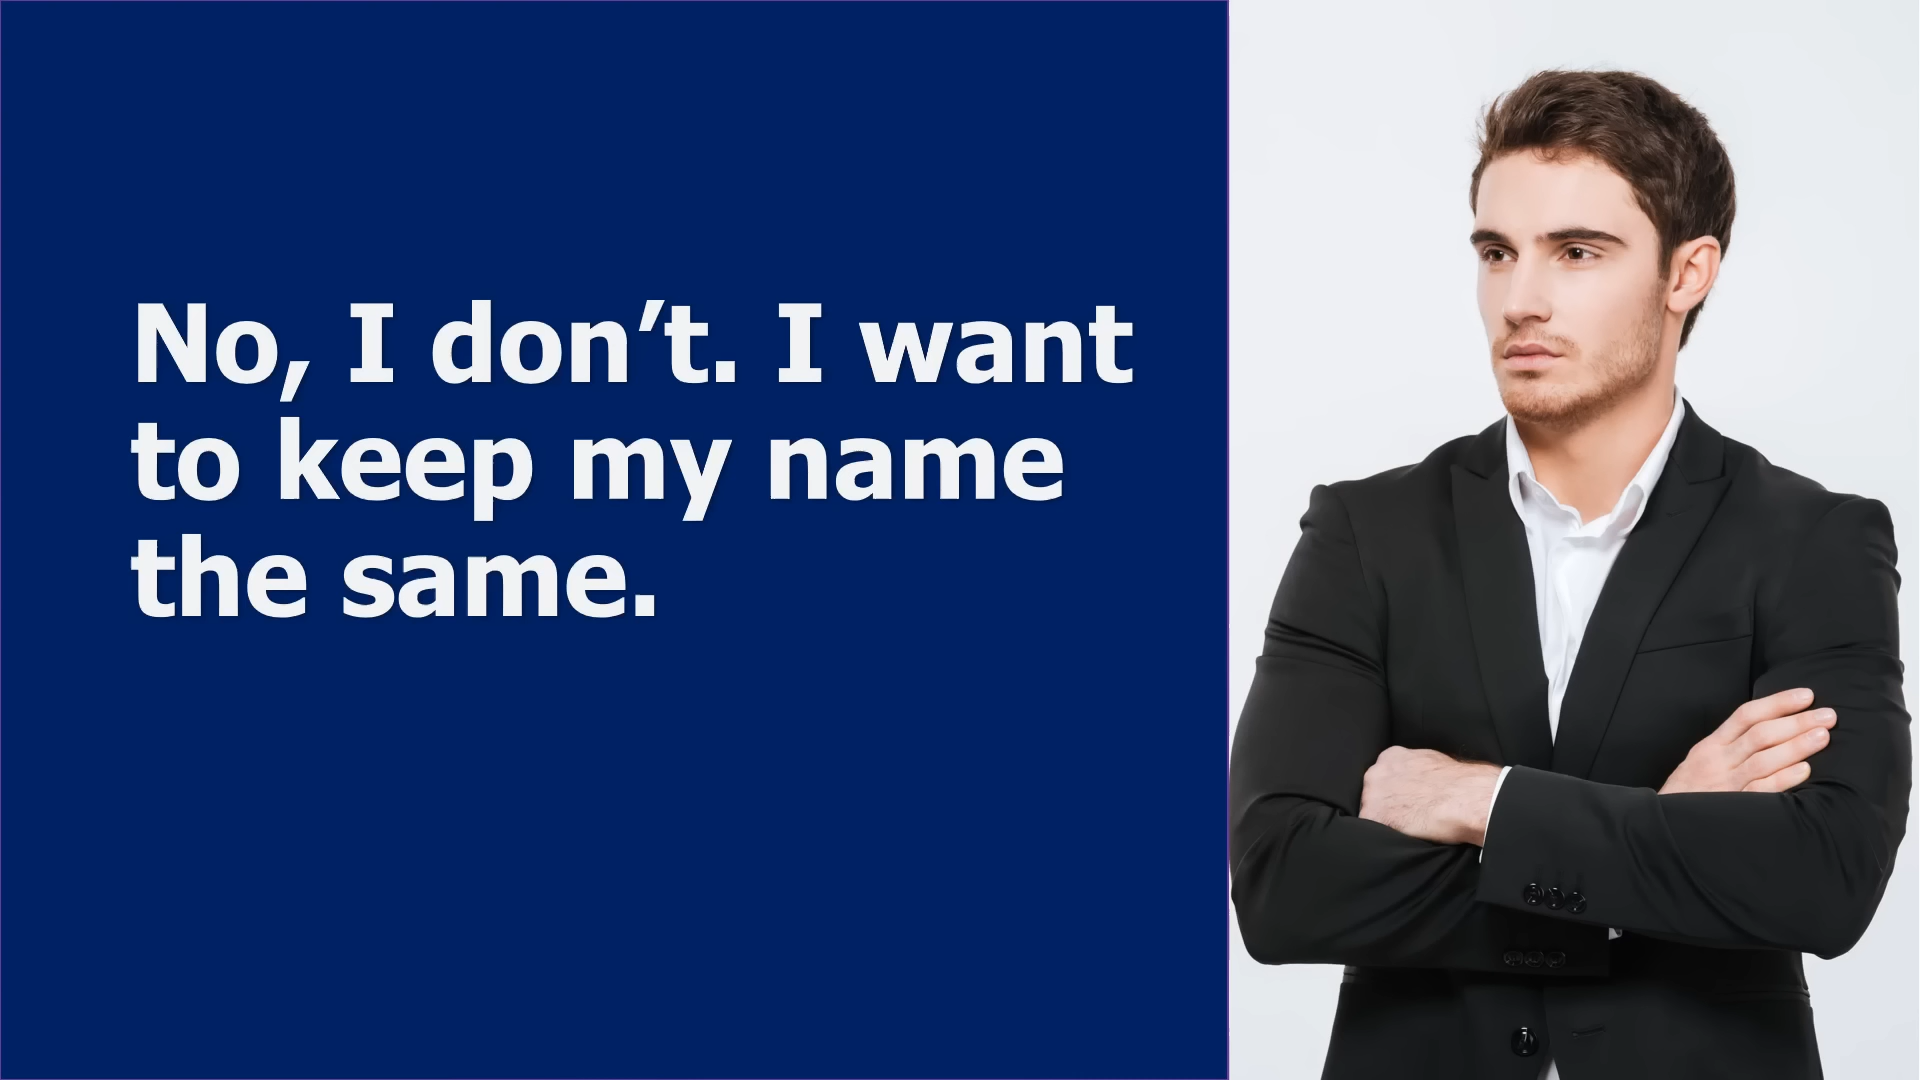 No, I don’t. I want
to keep my name
the same.